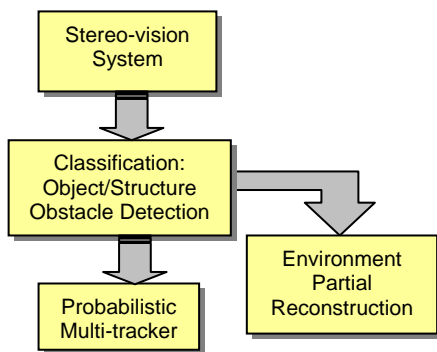 Stereo-vision
System
Classification:
Object/Structure
Obstacle Detection
Environment
Partial
Reconstruction
Probabilistic
Multi-tracker